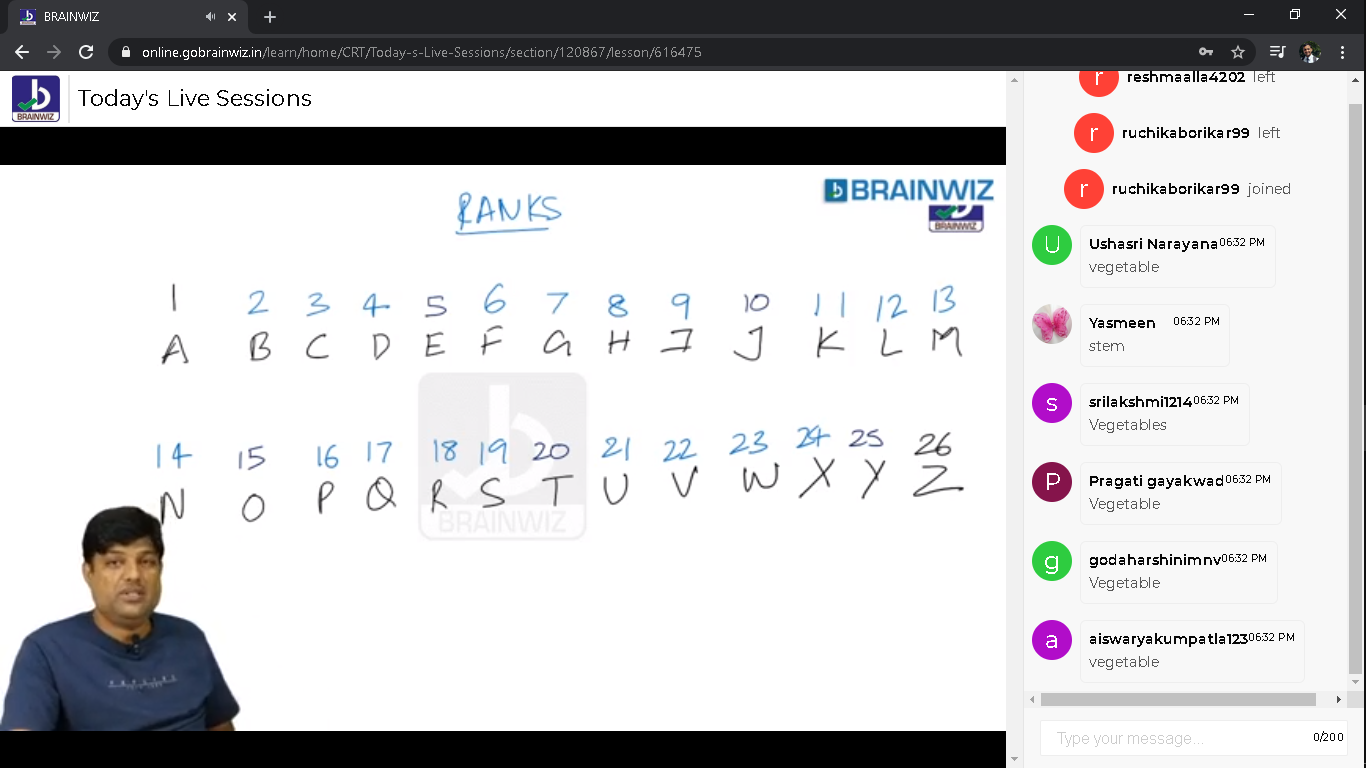 BRAINWIZ
online.gobrainwiz.in/learn/home/CRT/Today-s-Live-Sessions/section/120867/lesson/616475
BRAINWIZ
Today's Live Sessions
RANKS
BRAINWIZ
BRAINWIZ
1 2 3 4 5 6 7 8 9 10 11 12 13
A B C D E F G H I J K L M
14 15 16 17 18 19 20 21 22 23 24 25 26
N O P Q R S T U V W X Y Z
BRAINWIZ
r reshmaalla4202 left
r ruchikaborikar99 left
r ruchikaborikar99 joined
U Ushasri Narayana 06:32 PM
vegetable
Yasmeen 06:32 PM
stem
s srilakshmi1214 06:32 PM
Vegetables
P Pragati gayakwad 06:32 PM
Vegetable
g godaharshinimnv 06:32 PM
Vegetable
a aiswaryakumpatla123 06:32 PM
vegetable
Type your message... 0/200